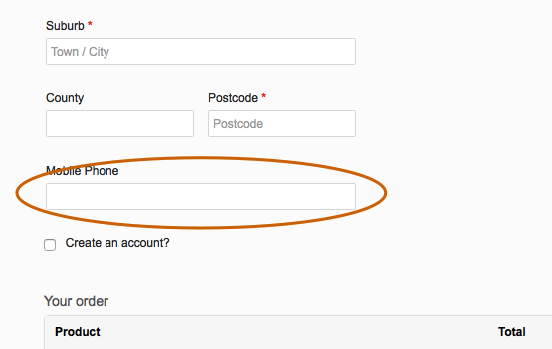 Suburb *
Town / City
County Postcode *
Postcode
Mobile Phone
Create an account?
Your order
Product Total